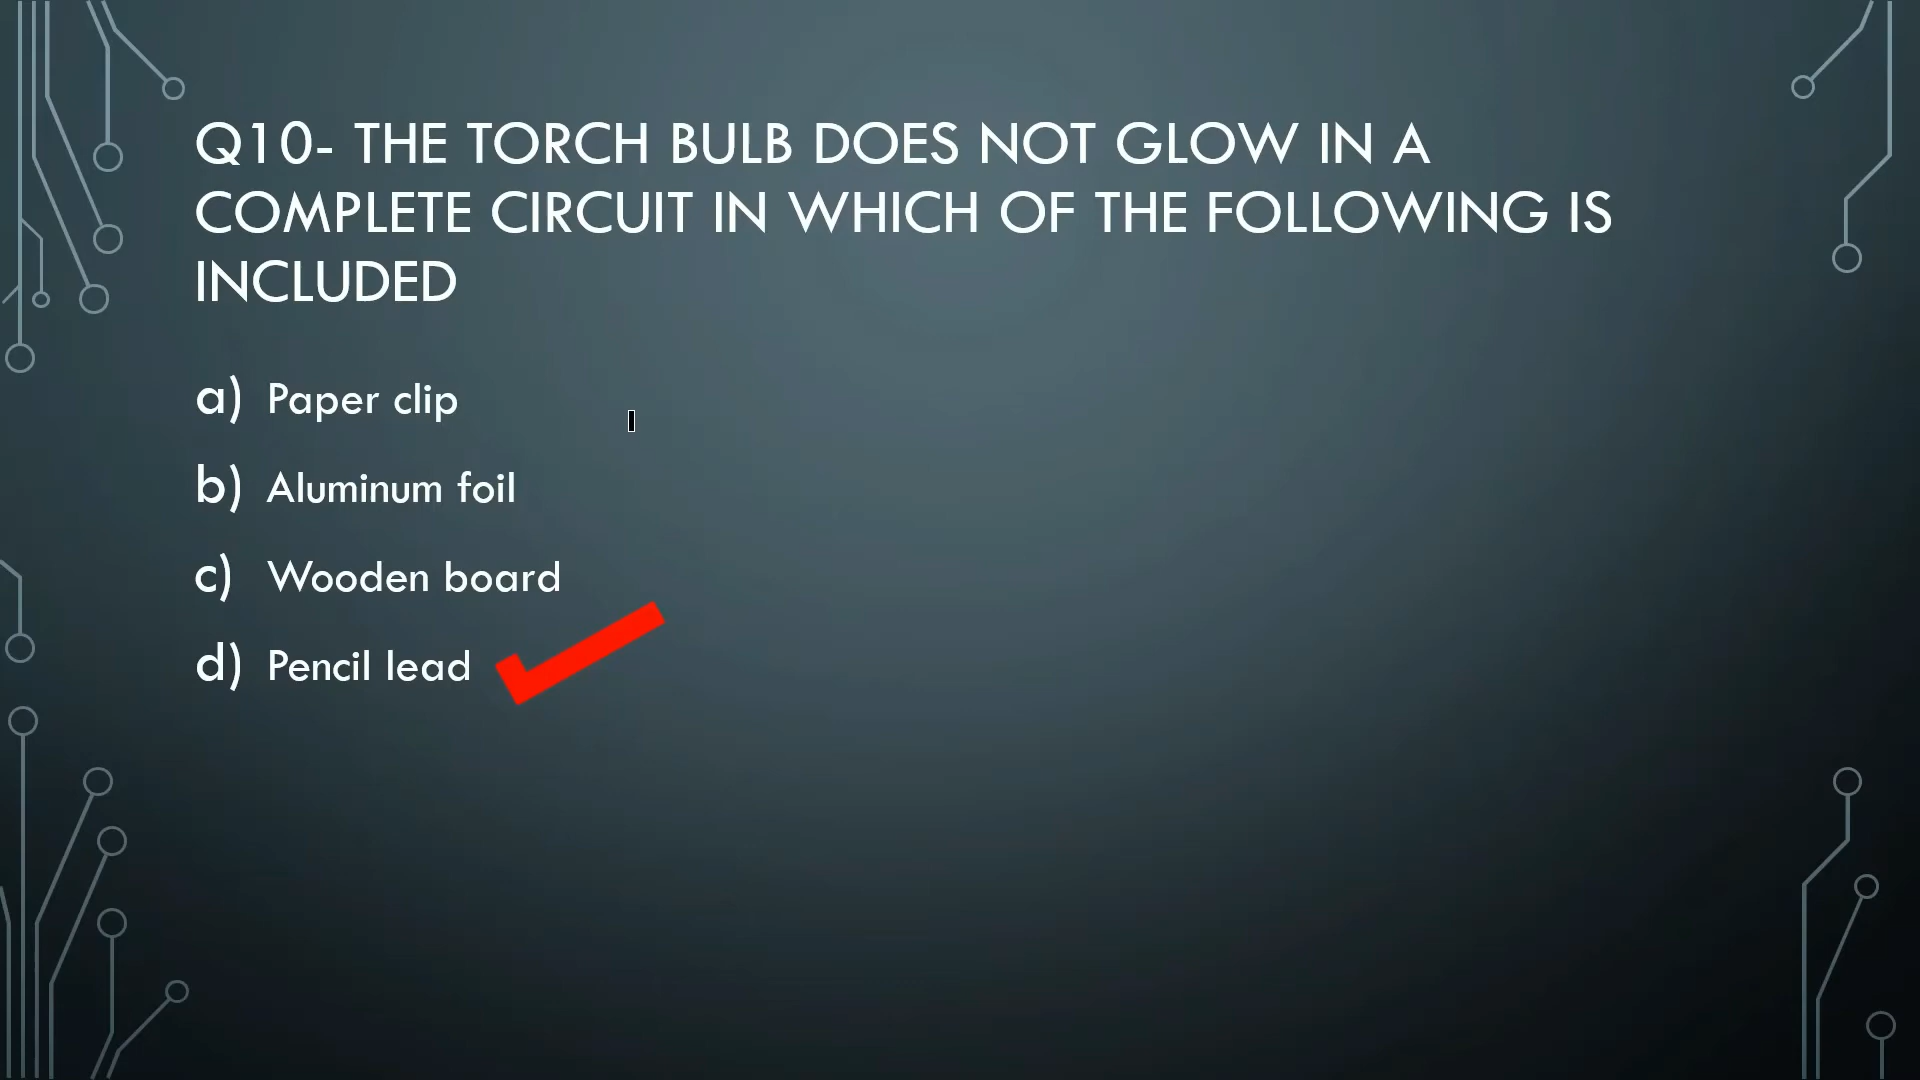 Q10- THE TORCH BULB DOES NOT GLOW IN A
COMPLETE CIRCUIT IN WHICH OF THE FOLLOWING IS
INCLUDED
a) Paper clip
b) Aluminum foil
c) Wooden board
d) Pencil lead